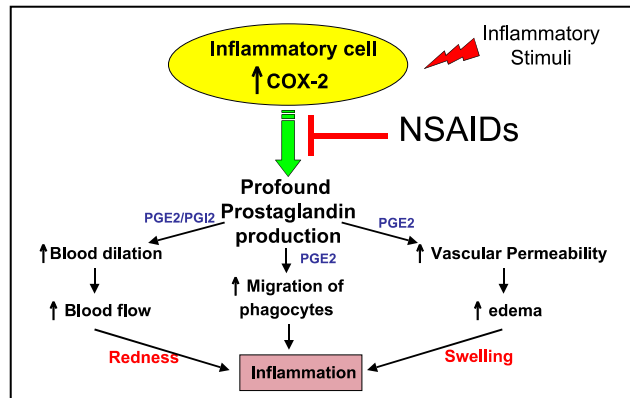 Inflammatory
Stimuli
Inflammatory cell
↑ COX-2
NSAIDs
Profound
Prostaglandin
production
PGE2/PGI2
PGE2
PGE2
↑ Blood dilation
↑ Migration of
phagocytes
↑ Vascular Permeability
↑ Blood flow
↑ edema
Redness
Swelling
Inflammation